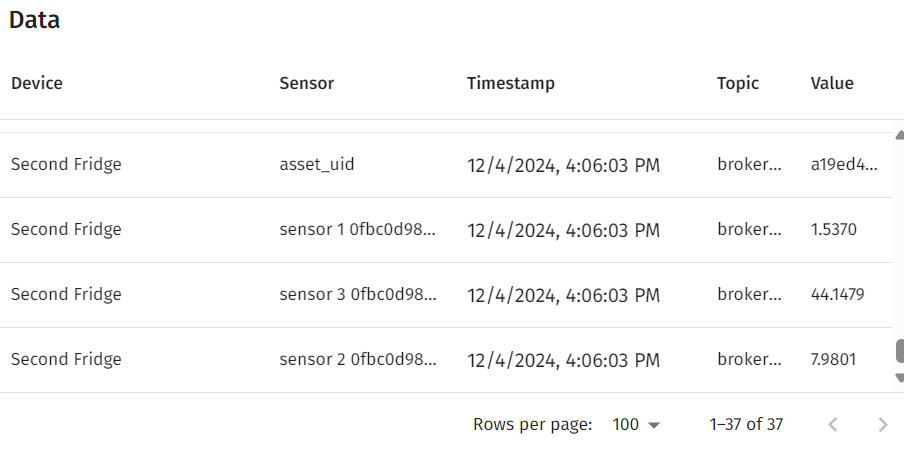 Data
Device Sensor Timestamp Topic Value
Second Fridge asset_uid 12/4/2024, 4:06:03 PM broker... a19ed4...
Second Fridge sensor 1 0fbc0d98... 12/4/2024, 4:06:03 PM broker... 1.5370
Second Fridge sensor 3 0fbc0d98... 12/4/2024, 4:06:03 PM broker... 44.1479
Second Fridge sensor 2 0fbc0d98... 12/4/2024, 4:06:03 PM broker... 7.9801
Rows per page: 100 1–37 of 37